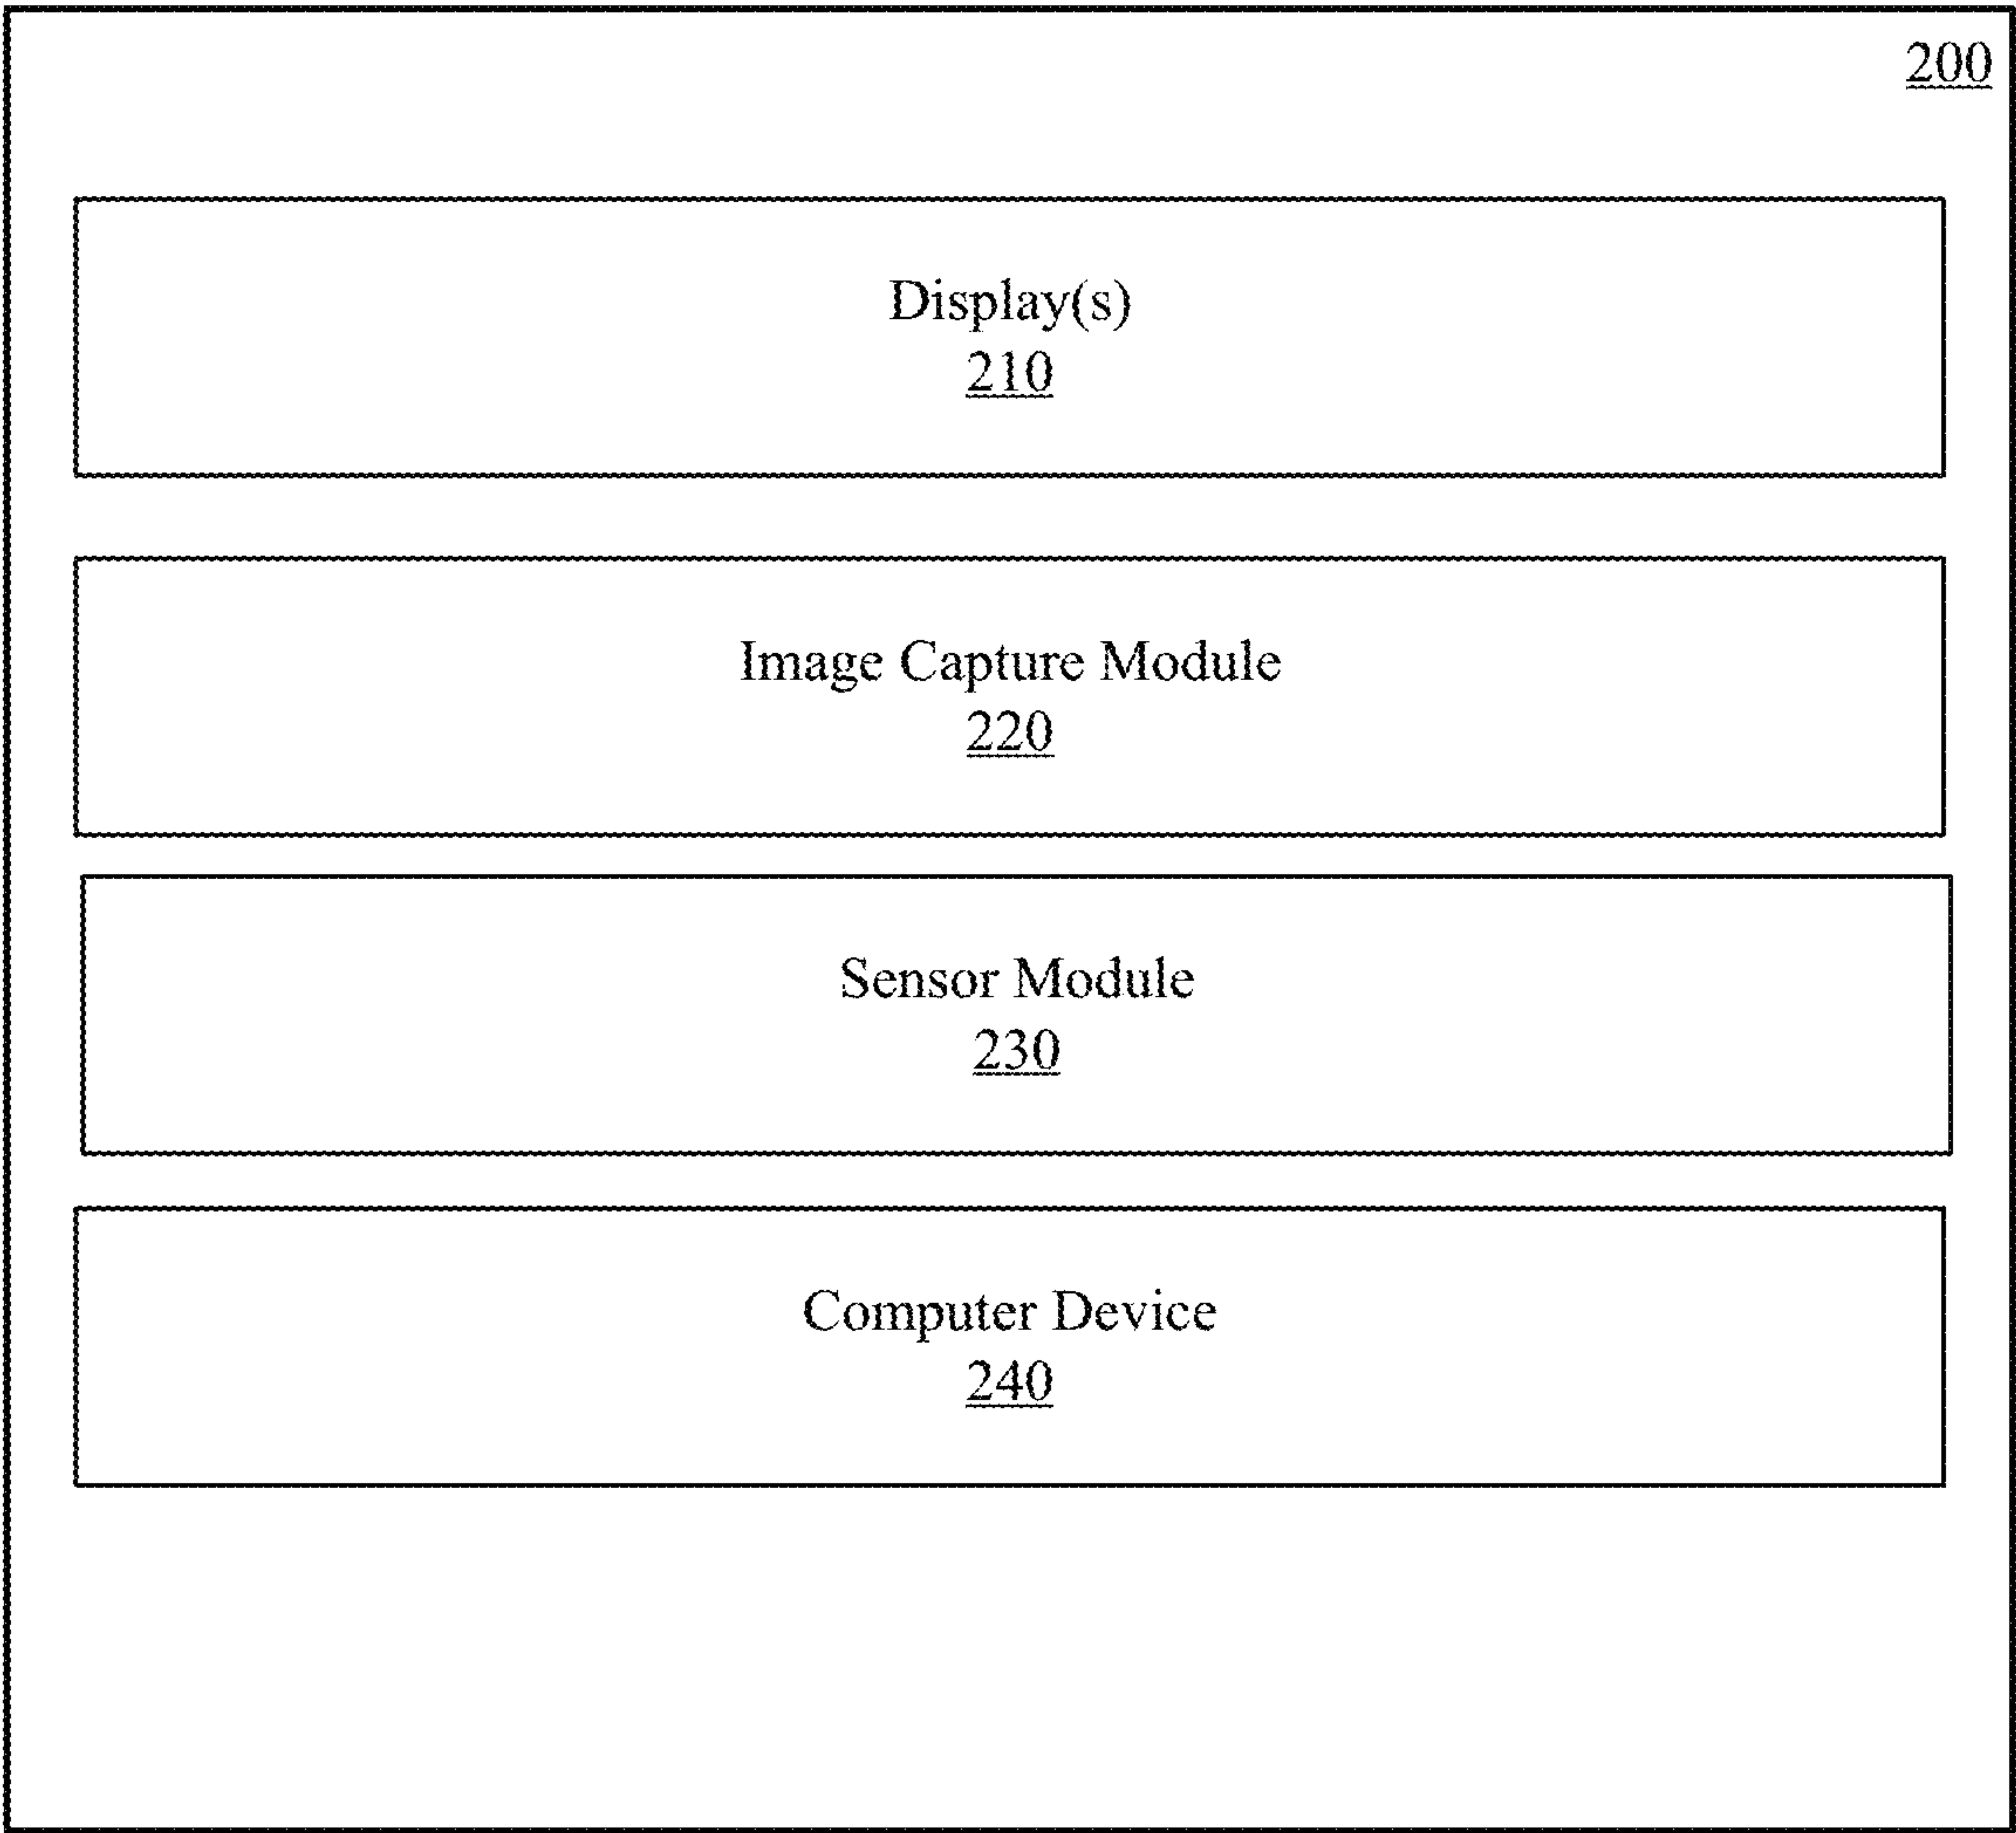 200
Display(s)
210
Image Capture Module
220
Sensor Module
230
Computer Device
240